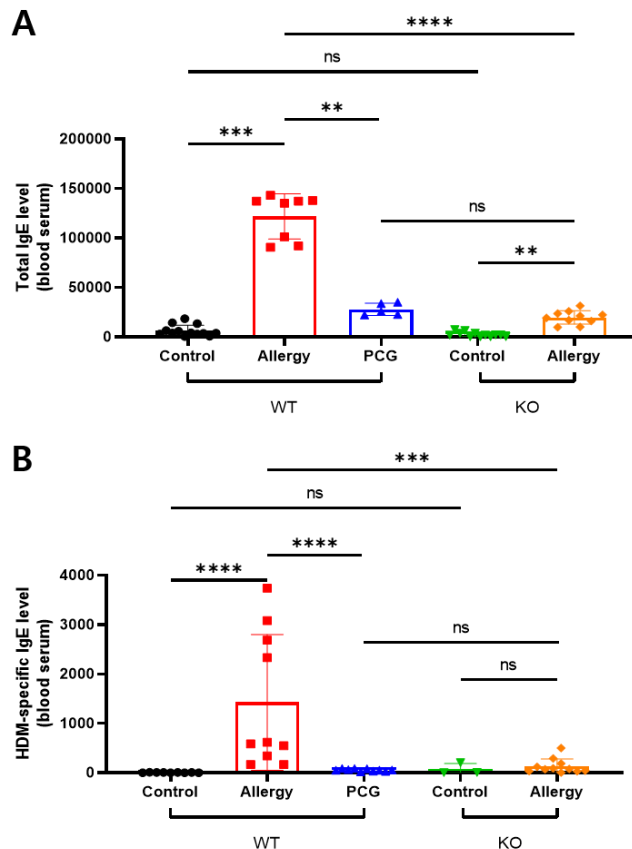 A
****
ns
*** **
200000
150000
ns
100000
**
50000
0
Total IgE level
(blood serum)
Control Allergy PCG Control Allergy
WT KO
B
***
ns
**** ****
4000
3000
ns
2000
ns
1000
0
HDM-specific IgE level
(blood serum)
Control Allergy PCG Control Allergy
WT KO